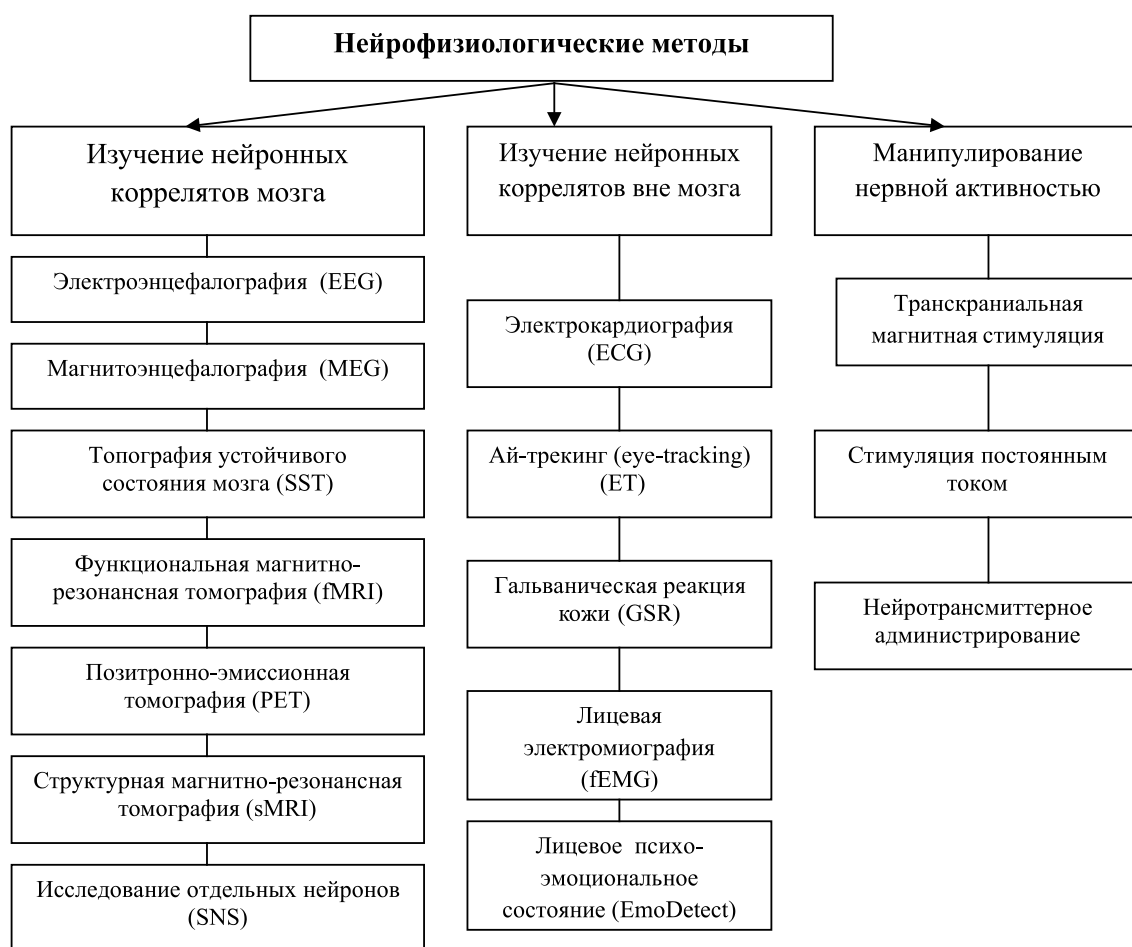 Нейрофизиологические методы
Изучение нейронных
коррелятов мозга
Электроэнцефалография (EEG)
Магнитоэнцефалография (MEG)
Топография устойчивого
состояния мозга (SST)
Функциональная магнитно-
резонансная томография (fMRI)
Позитронно-эмиссионная
томография (PET)
Структурная магнитно-резонансная
томография (sMRI)
Исследование отдельных нейронов
(SNS)
Изучение нейронных
коррелятов вне мозга
Электрокардиография
(ECG)
Ай-трекинг (eye-tracking)
(ET)
Гальваническая реакция
кожи (GSR)
Лицевая
электромиография
(fEMG)
Лицевое психо-
эмоциональное
состояние (EmoDetect)
Манипулирование
нервной активностью
Транскраниальная
магнитная стимуляция
Стимуляция постоянным
током
Нейротрансмиттерное
администрирование